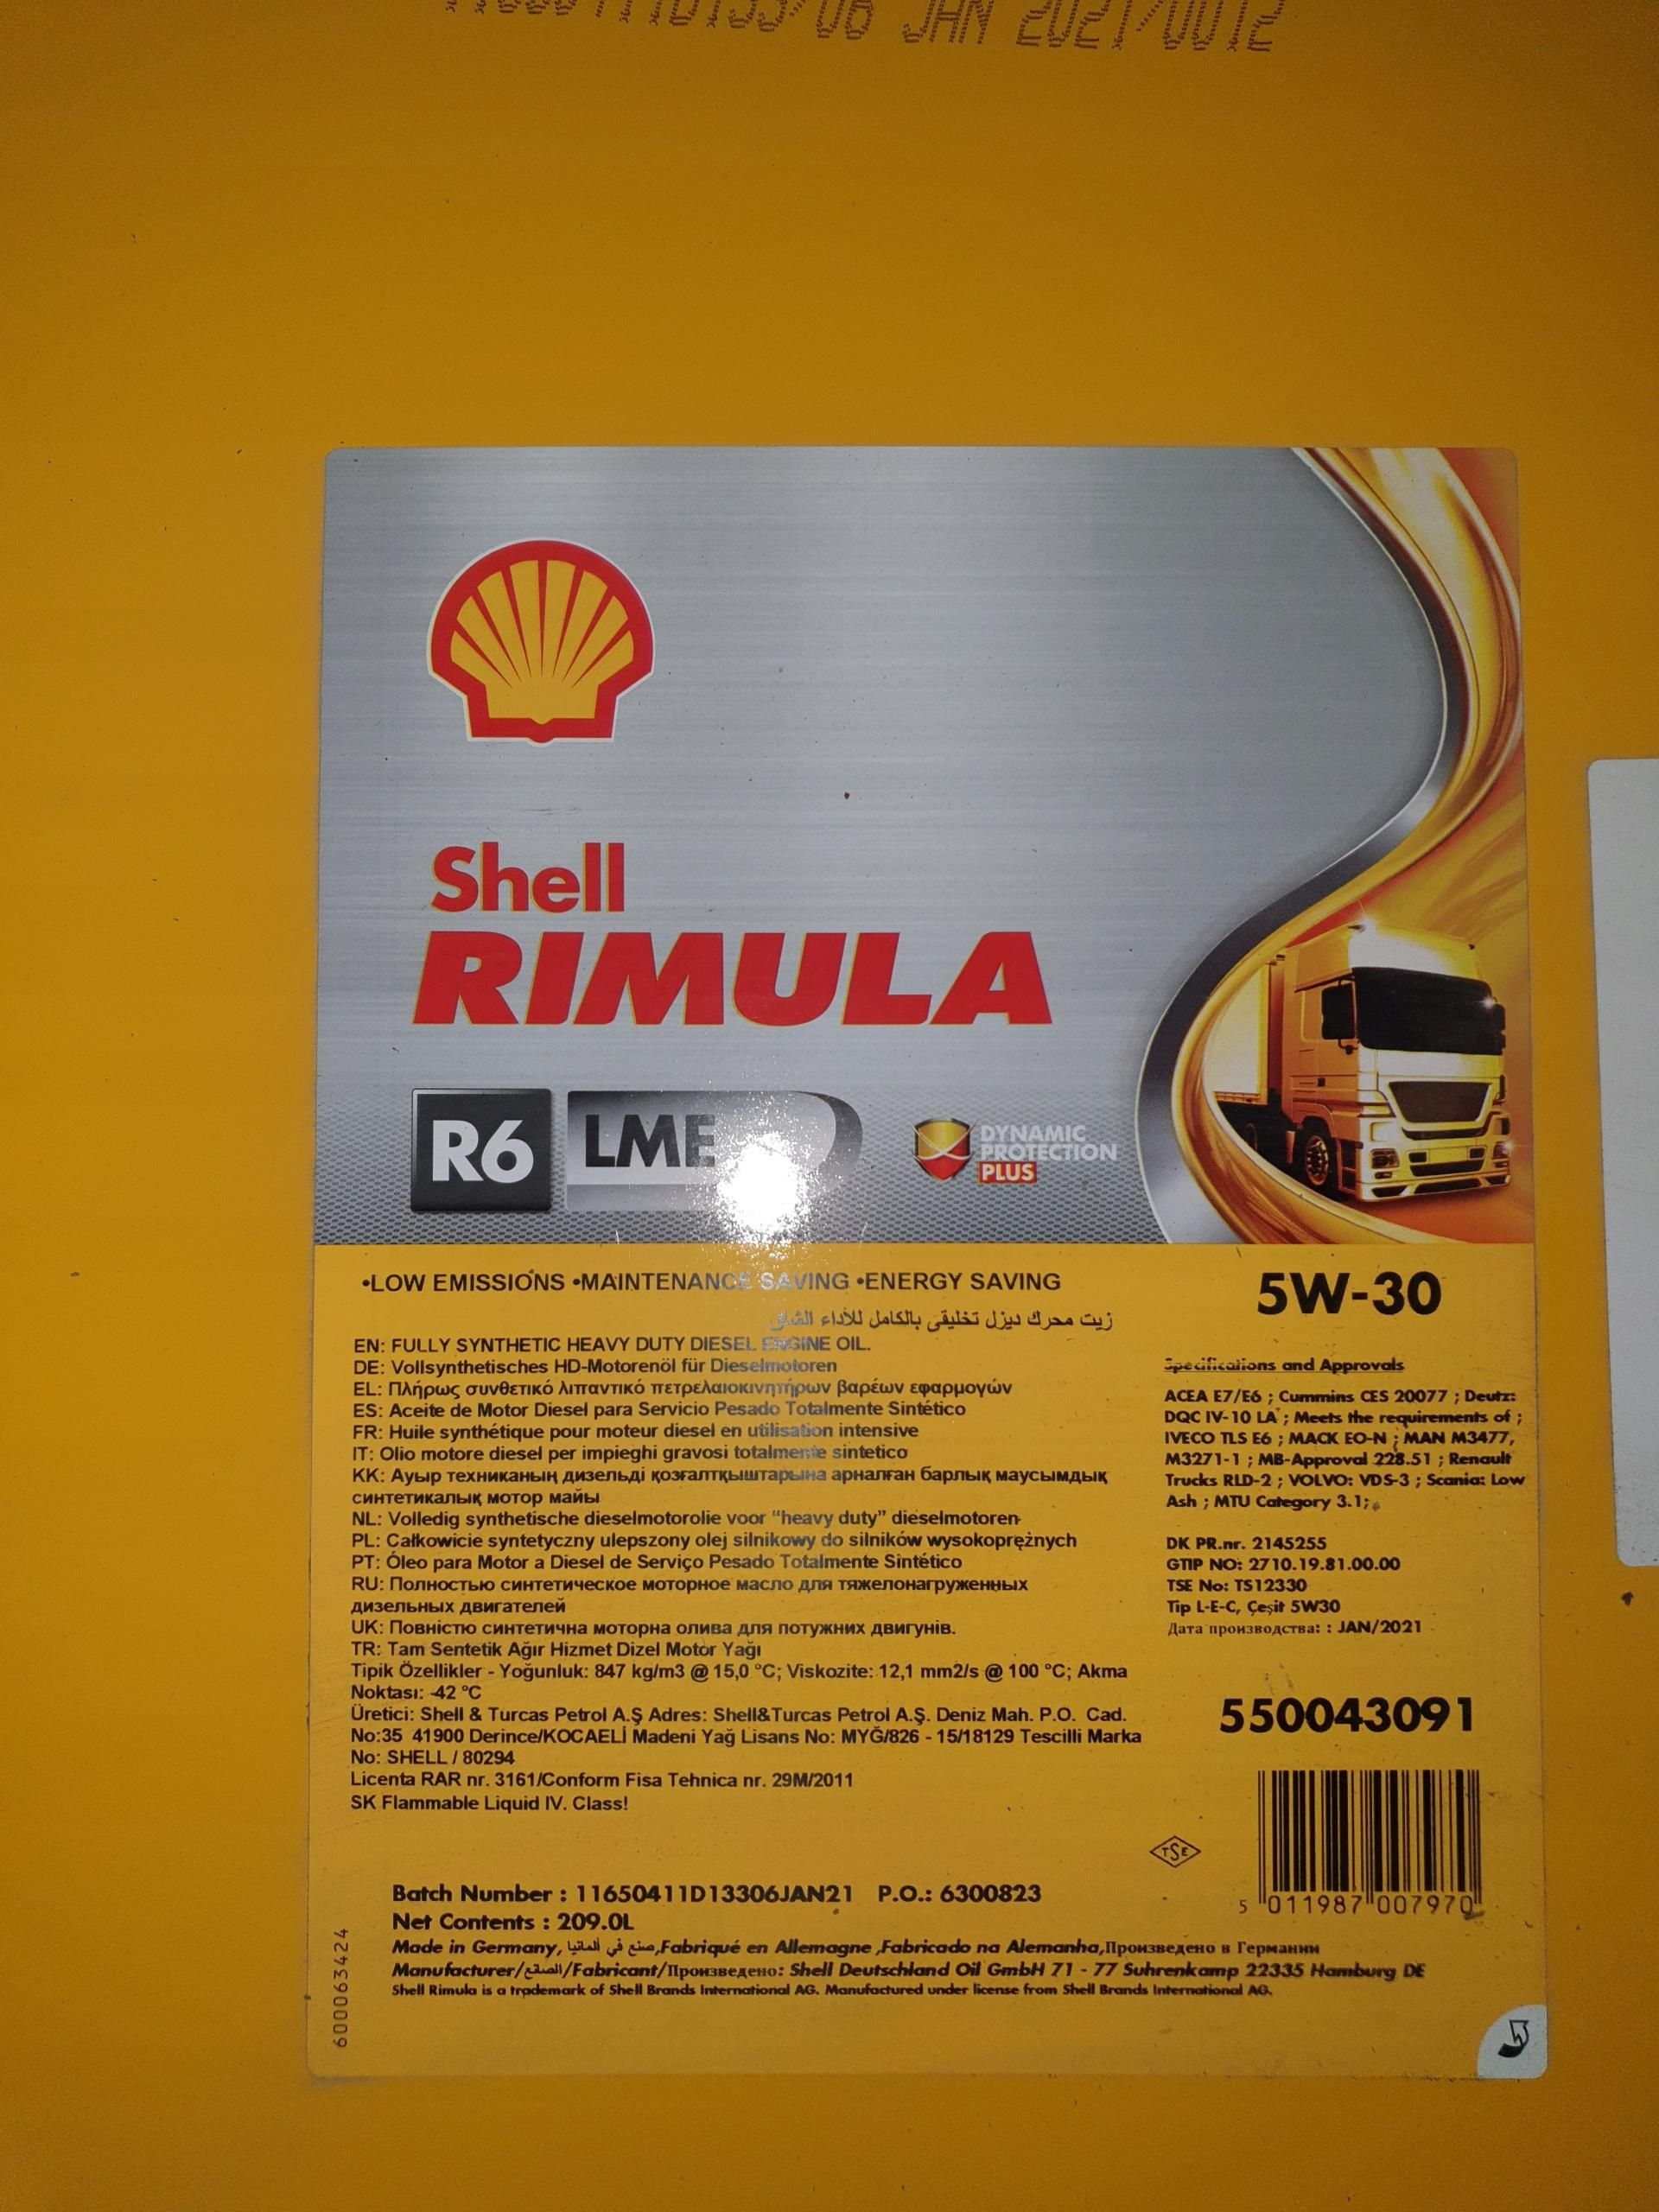 JAN 2021 0012
Shell
RIMULA
R6 LME
DYNAMIC
PROTECTION
PLUS
•LOW EMISSIONS •MAINTENANCE SAVING •ENERGY SAVING
5W-30
زيت محرك ديزل تخليقي بالكامل للأداء الشاق
EN: FULLY SYNTHETIC HEAVY DUTY DIESEL ENGINE OIL.
DE: Vollsynthetisches HD-Motorenöl für Dieselmotoren
EL: Πλήρως συνθετικό λιπαντικό πετρελαιοκινητήρων βαρέων εφαρμογών
ES: Aceite de Motor Diesel para Servicio Pesado Totalmente Sintético
FR: Huile synthétique pour moteur diesel en utilisation intensive
IT: Olio motore diesel per impieghi gravosi totalmente sintetico
KK: Ауыр техниканың дизельді қозғалтқыштарына арналған барлық маусымдық
синтетикалық мотор майы
NL: Volledig synthetische dieselmotorolie voor “heavy duty” dieselmotoren
PL: Całkowicie syntetyczny ulepszony olej silnikowy do silników wysokoprężnych
PT: Óleo para Motor a Diesel de Serviço Pesado Totalmente Sintético
RU: Полностью синтетическое моторное масло для тяжелонагруженных
дизельных двигателей
UK: Повністю синтетична моторна олива для потужних двигунів.
TR: Tam Sentetik Ağır Hizmet Dizel Motor Yağı
Tipik Özellikler - Yoğunluk: 847 kg/m3 @ 15,0 °C; Viskozite: 12,1 mm2/s @ 100 °C; Akma
Noktası: -42 °C
Üretici: Shell & Turcas Petrol A.Ş Adres: Shell&Turcas Petrol A.Ş. Deniz Mah. P.O. Cad.
No:35 41900 Derince/KOCAELİ Madeni Yağ Lisans No: MYĞ/826 - 15/18129 Tescilli Marka
No: SHELL / 80294
Licenta RAR nr. 3161/Conform Fisa Tehnica nr. 29M/2011
SK Flammable Liquid IV. Class!
Specifications and Approvals
ACEA E7/E6 ; Cummins CES 20077 ; Deutz:
DQC IV-10 LA ; Meets the requirements of ;
IVECO TLS E6 ; MACK EO-N ; MAN M3477,
M3271-1 ; MB-Approval 228.51 ; Renault
Trucks RLD-2 ; VOLVO: VDS-3 ; Scania: Low
Ash ; MTU Category 3.1;
DK PR.nr. 2145255
GTIP NO: 2710.19.81.00.00
TSE No: TS12330
Tip L-E-C, Çeşit 5W30
Дата производства: : JAN/2021
550043091
TSE
5 011987 007970
Batch Number : 11650411D13306JAN21 P.O.: 6300823
Net Contents : 209.0L
Made in Germany, صنع في ألمانيا ,Fabriqué en Allemagne ,Fabricado na Alemanha,Произведено в Германии
Manufacturer/الصانع/Fabricant/Произведено: Shell Deutschland Oil GmbH 71 - 77 Suhrenkamp 22335 Hamburg DE
Shell Rimula is a trademark of Shell Brands International AG. Manufactured under license from Shell Brands International AG.
600063424